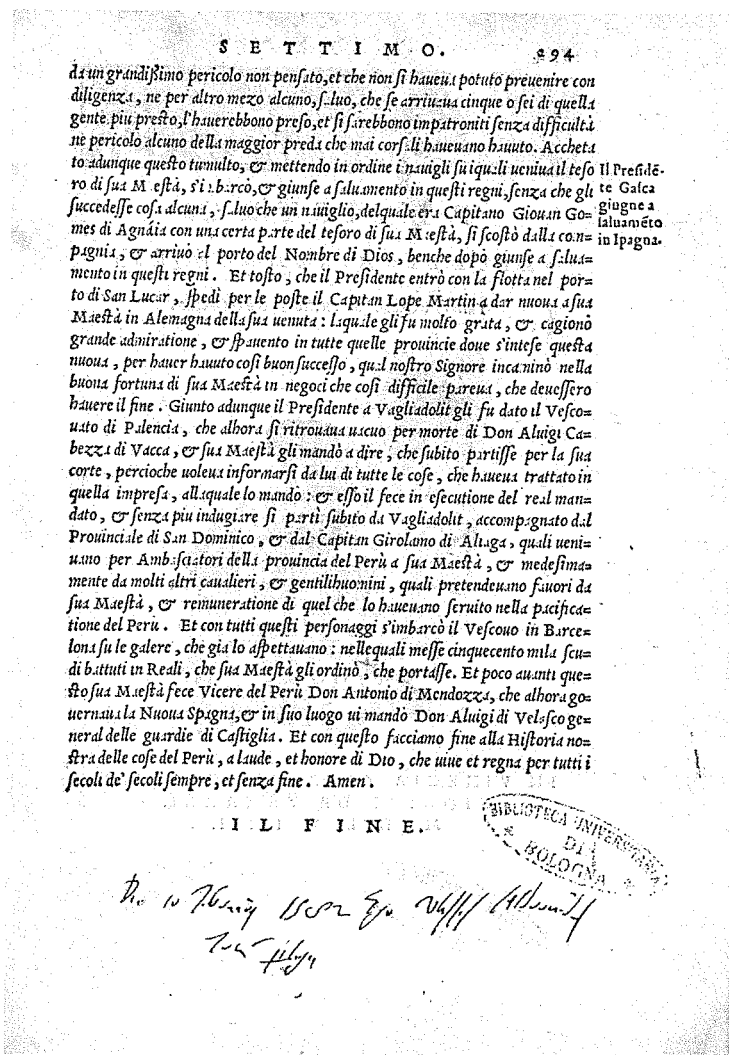 SETTIMO. 294
da un grandißimo pericolo non pensato, et che non si haueua potuto preuenire con
diligenza, ne per altro mezo alcuno, saluo, che se arriuaua cinque o sei di quella
gente piu presto, l'hauerebbono preso, et si sarebbono impatroniti senza difficultà
ne pericolo alcuno della maggior preda che mai corsali haueuano hauuto. Accheta
to adunque questo tumulto, & mettendo in ordine i nauigli su iquali ueniua il teso
ro di sua Maestà, s'imbarcò, & giunse a saluamento in questi regni, senza che gli
succedesse cosa alcuna, saluo che un nauiglio, delquale era Capitano Giouan Go=
mes di Agnáia con una certa parte del tesoro di sua Maestà, si scostò dalla com=
pagnia, & arriuò al porto del Nombre di Dios, benche dopò giunse a salua=
mento in questi regni. Et tosto, che il Presidente entrò con la flotta nel por=
to di San Lucar, spedì per le poste il Capitan Lope Martin a dar nuoua a sua
Maestà in Alemagna della sua uenuta: laquale gli fu molto grata, & cagionò
grande admiratione, & spauento in tutte quelle prouincie doue s'intese questa
nuoua, per hauer hauuto così buon successo, qual nostro Signore incaminò nella
buona fortuna di sua Maestà in negoci che così difficile pareua, che deuessero
hauere il fine. Giunto adunque il Presidente a Vagliadolit gli fu dato il Vesco=
uato di Palencia, che alhora si ritrouaua uacuo per morte di Don Aluigi Ca=
bezza di Vacca, & sua Maestà gli mandò a dire, che subito partisse per la sua
corte, percioche uoleua informarsi da lui di tutte le cose, che haueua trattato in
quella impresa, allaquale lo mandò: & esso il fece in esecutione del real man=
dato, & senza piu indugiare si partì subito da Vagliadolit, accompagnato dal
Prouinciale di San Dominico, & dal Capitan Girolamo di Aliaga, quali ueni=
uano per Ambasciatori della prouincia del Perù a sua Maestà, & medesima=
mente da molti altri caualieri, & gentilihuomini, quali pretendeuano fauori da
sua Maestà, & remuneratione di quel che lo haueuano seruito nella pacifica=
tione del Perù. Et con tutti questi personaggi s'imbarcò il Vescouo in Barce=
lona su le galere, che gia lo aspettauano: nellequali messe cinquecento mila scu=
di battuti in Reali, che sua Maestà gli ordinò, che portasse. Et poco auanti que=
sto sua Maestà fece Vicere del Perù Don Antonio di Mendozza, che alhora go=
uernaua la Nuoua Spagna, & in suo luogo ui mandò Don Aluigi di Velasco ge=
neral delle guardie di Castiglia. Et con questo facciamo fine alla Historia no=
stra delle cose del Perù, a laude, et honore di Dio, che uiue et regna per tutti i
secoli de' secoli sempre, et senza fine. Amen.
Il Presidē-
te Gasca
giugne a
saluamēto
in Ispagna.
IL FINE.
BIBLIOTECA UNIVERSITARIA
DI
BOLOGNA